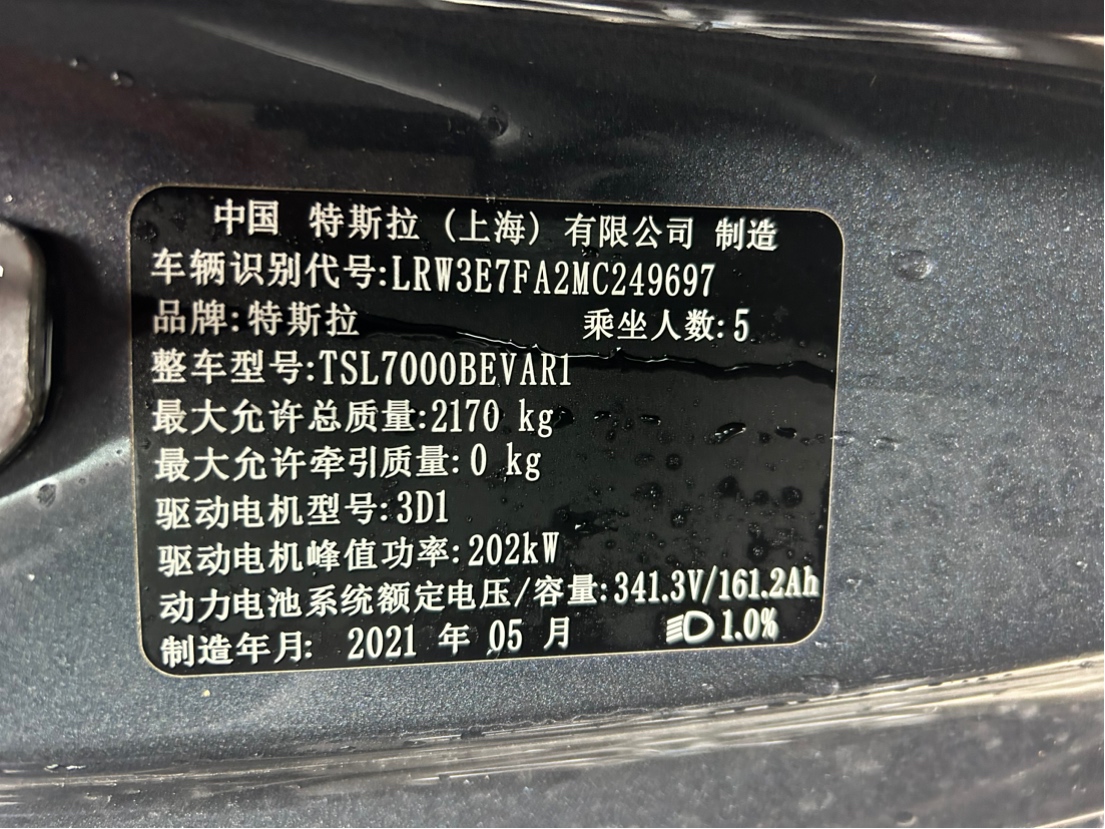 中国 特斯拉（上海）有限公司 制造
车辆识别代号:LRW3E7FA2MC249697
品牌:特斯拉 乘坐人数:5
整车型号:TSL7000BEVAR1
最大允许总质量:2170 kg
最大允许牵引质量:0 kg
驱动电机型号:3D1
驱动电机峰值功率:202kW
动力电池系统额定电压/容量:341.3V/161.2Ah
制造年月: 2021 年 05 月 1.0%